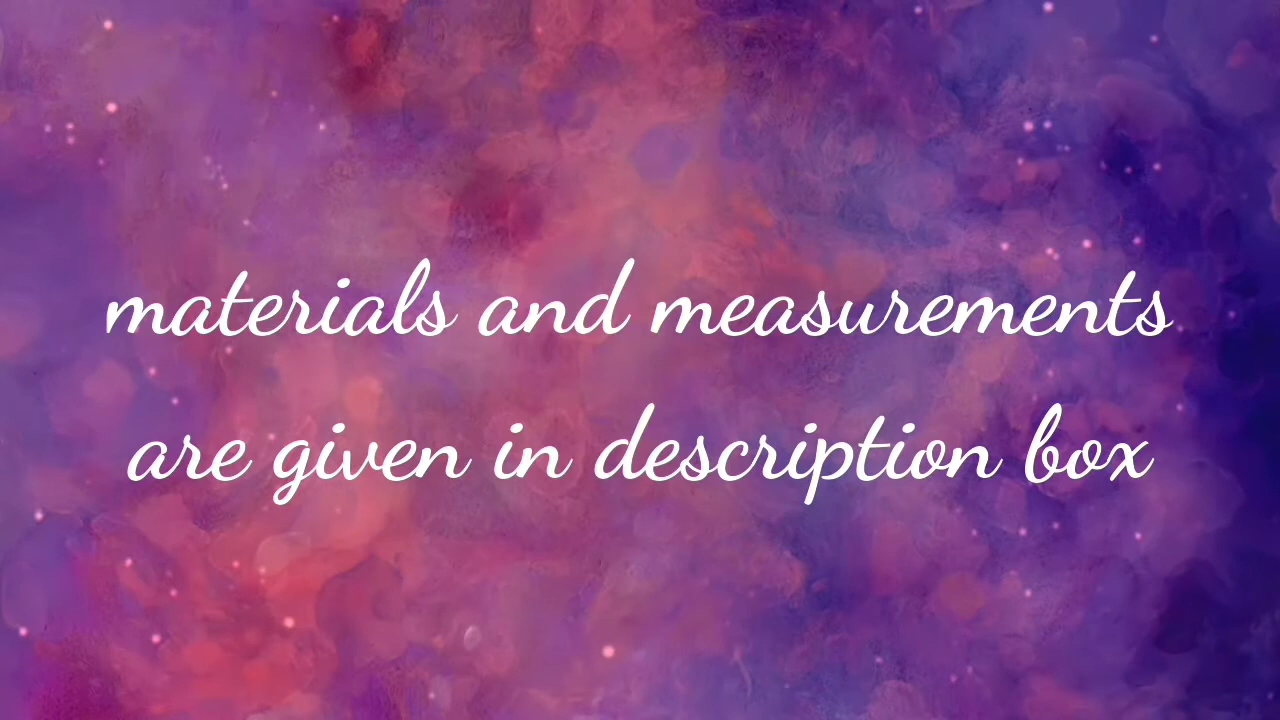 materials and measurements
are given in description box